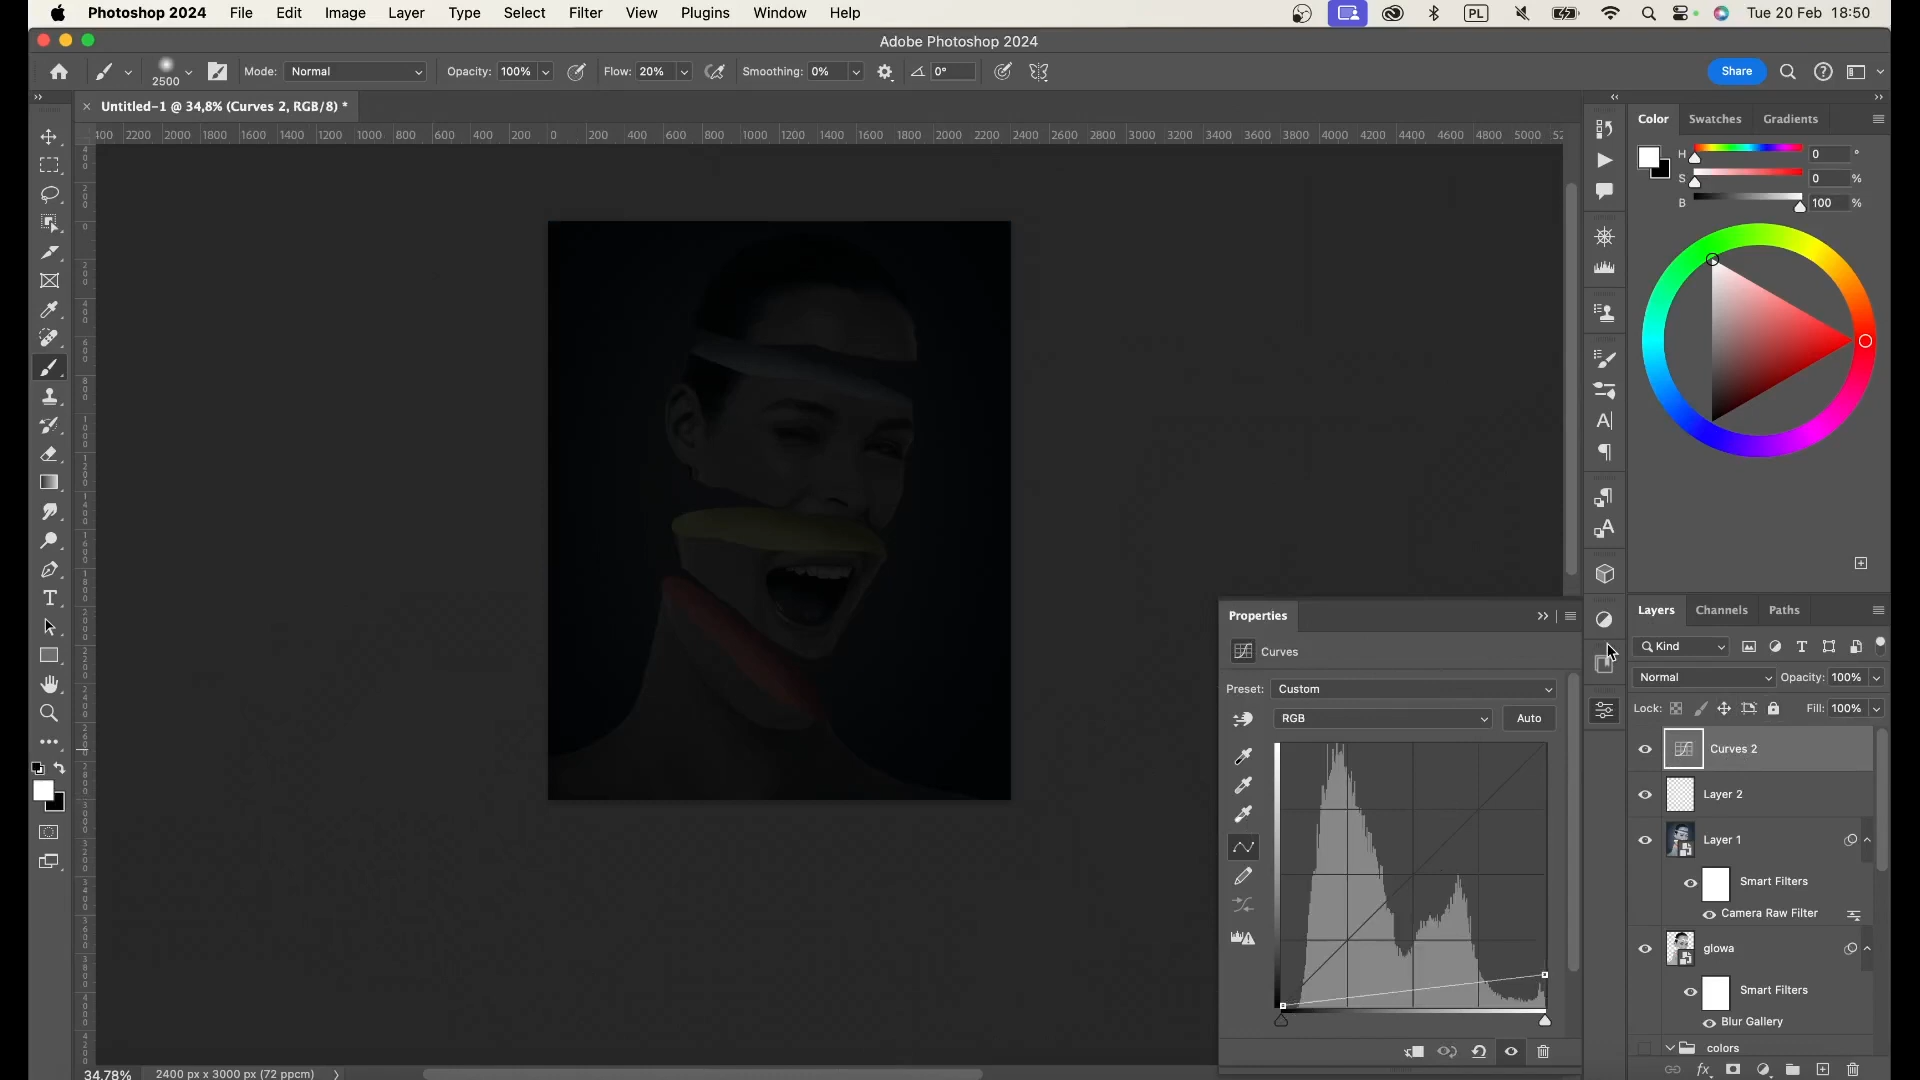 Photoshop 2024 File Edit Image Layer Type Select Filter View Plugins Window Help PL Tue 20 Feb 18:50
Adobe Photoshop 2024
2500 Mode: Normal Opacity: 100% Flow: 20% Smoothing: 0% 0° Share
× Untitled-1 @ 34,8% (Curves 2, RGB/8) *
400 2200 2000 1800 1600 1400 1200 1000 800 600 400 200 0 200 400 600 800 1000 1200 1400 1600 1800 2000 2200 2400 2600 2800 3000 3200 3400 3600 3800 4000 4200 4400 4600 4800 5000
Color Swatches Gradients
H 0 °
S 0 %
B 100 %
Layers Channels Paths
Kind
Normal Opacity: 100%
Lock: Fill: 100%
Curves 2
Layer 2
Layer 1
Smart Filters
Camera Raw Filter
glowa
Smart Filters
Blur Gallery
colors
Properties
Curves
Preset: Custom
RGB Auto
34,78% 2400 px x 3000 px (72 ppcm)